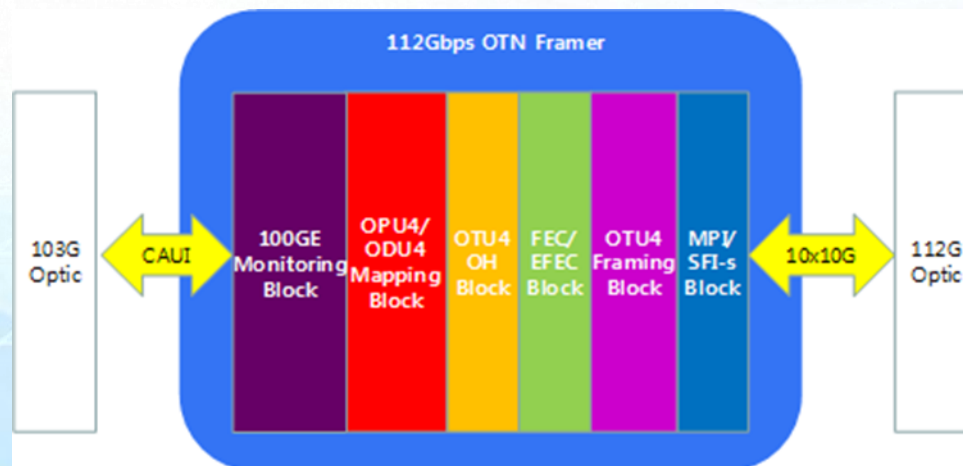 112Gbps OTN Framer
103G
Optic
CAUI
100GE
Monitoring
Block
OPU4/
ODU4
Mapping
Block
OTU4
OH
Block
FEC/
EFEC
Block
OTU4
Framing
Block
MPI/
SFI-s
Block
10x10G
112G
Optic